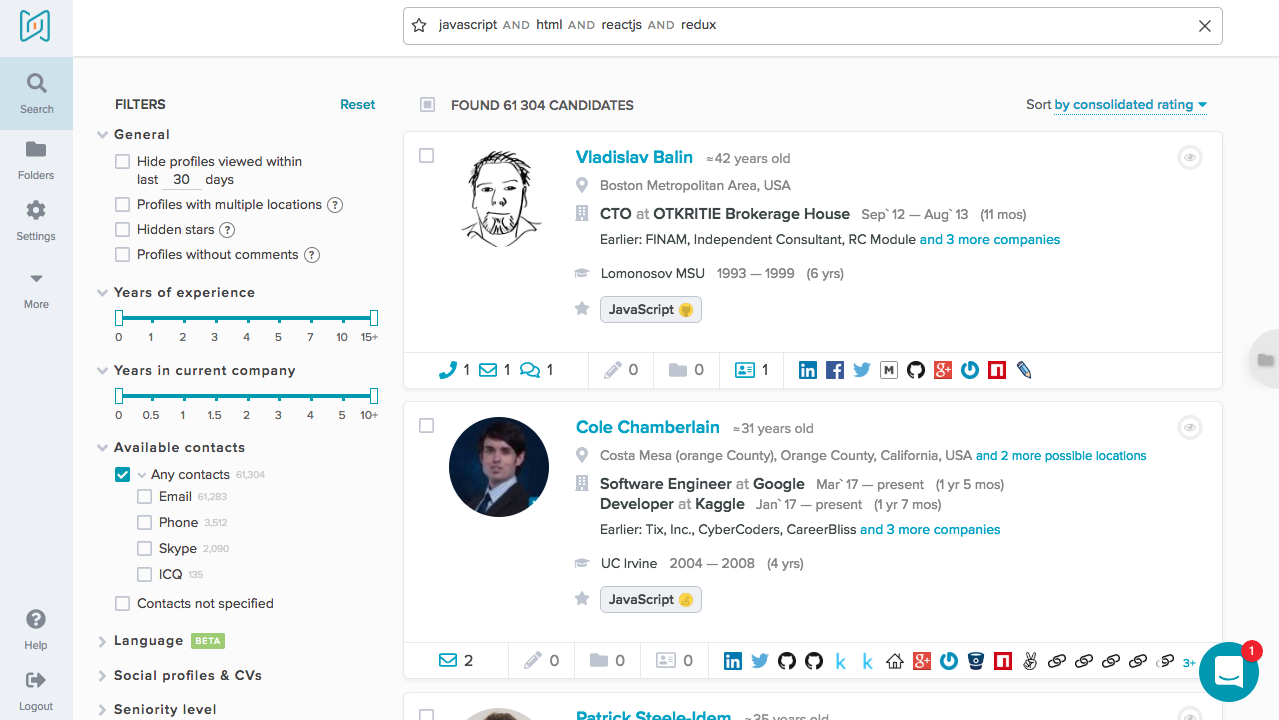 javascript AND html AND reactjs AND redux
Search
Folders
Settings
More
Help
Logout
FILTERS
Reset
General
Hide profiles viewed within
last 30 days
Profiles with multiple locations ?
Hidden stars ?
Profiles without comments ?
Years of experience
0 1 2 3 4 5 7 10 15+
Years in current company
0 0.5 1 1.5 2 3 4 5 10+
Available contacts
Any contacts 61,304
Email 61,283
Phone 3,512
Skype 2,090
ICQ 135
Contacts not specified
Language BETA
Social profiles & CVs
Seniority level
FOUND 61 304 CANDIDATES
Sort by consolidated rating
Vladislav Balin ≈42 years old
Boston Metropolitan Area, USA
CTO at OTKRITIE Brokerage House Sep`12 — Aug`13 (11 mos)
Earlier: FINAM, Independent Consultant, RC Module and 3 more companies
Lomonosov MSU 1993 — 1999 (6 yrs)
JavaScript
1 1 1 0 0 1
Cole Chamberlain ≈31 years old
Costa Mesa (orange County), Orange County, California, USA and 2 more possible locations
Software Engineer at Google Mar`17 — present (1 yr 5 mos)
Developer at Kaggle Jan`17 — present (1 yr 7 mos)
Earlier: Tix, Inc., CyberCoders, CareerBliss and 3 more companies
UC Irvine 2004 — 2008 (4 yrs)
JavaScript
2 0 0 0 3+
1
Patrick Steele-Idem ≈35 years old